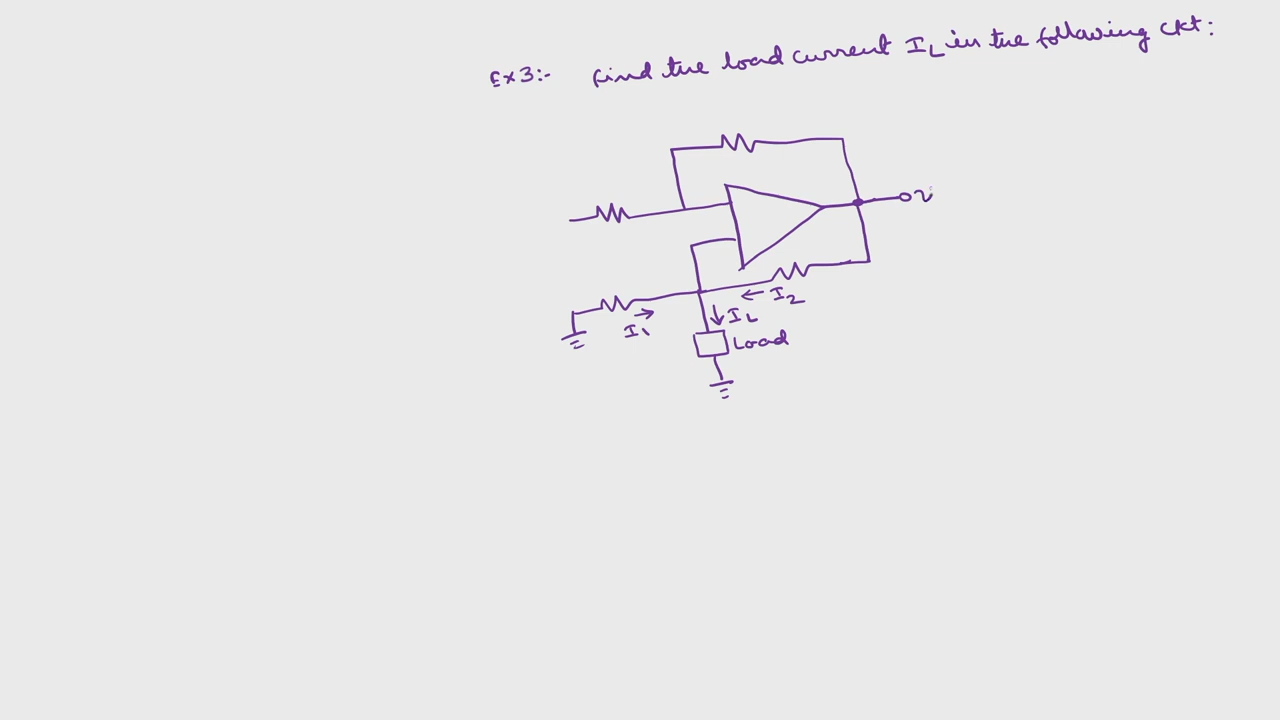 Ex3:- Find the load current IL in the following ckt:
I2
I1
IL
Load